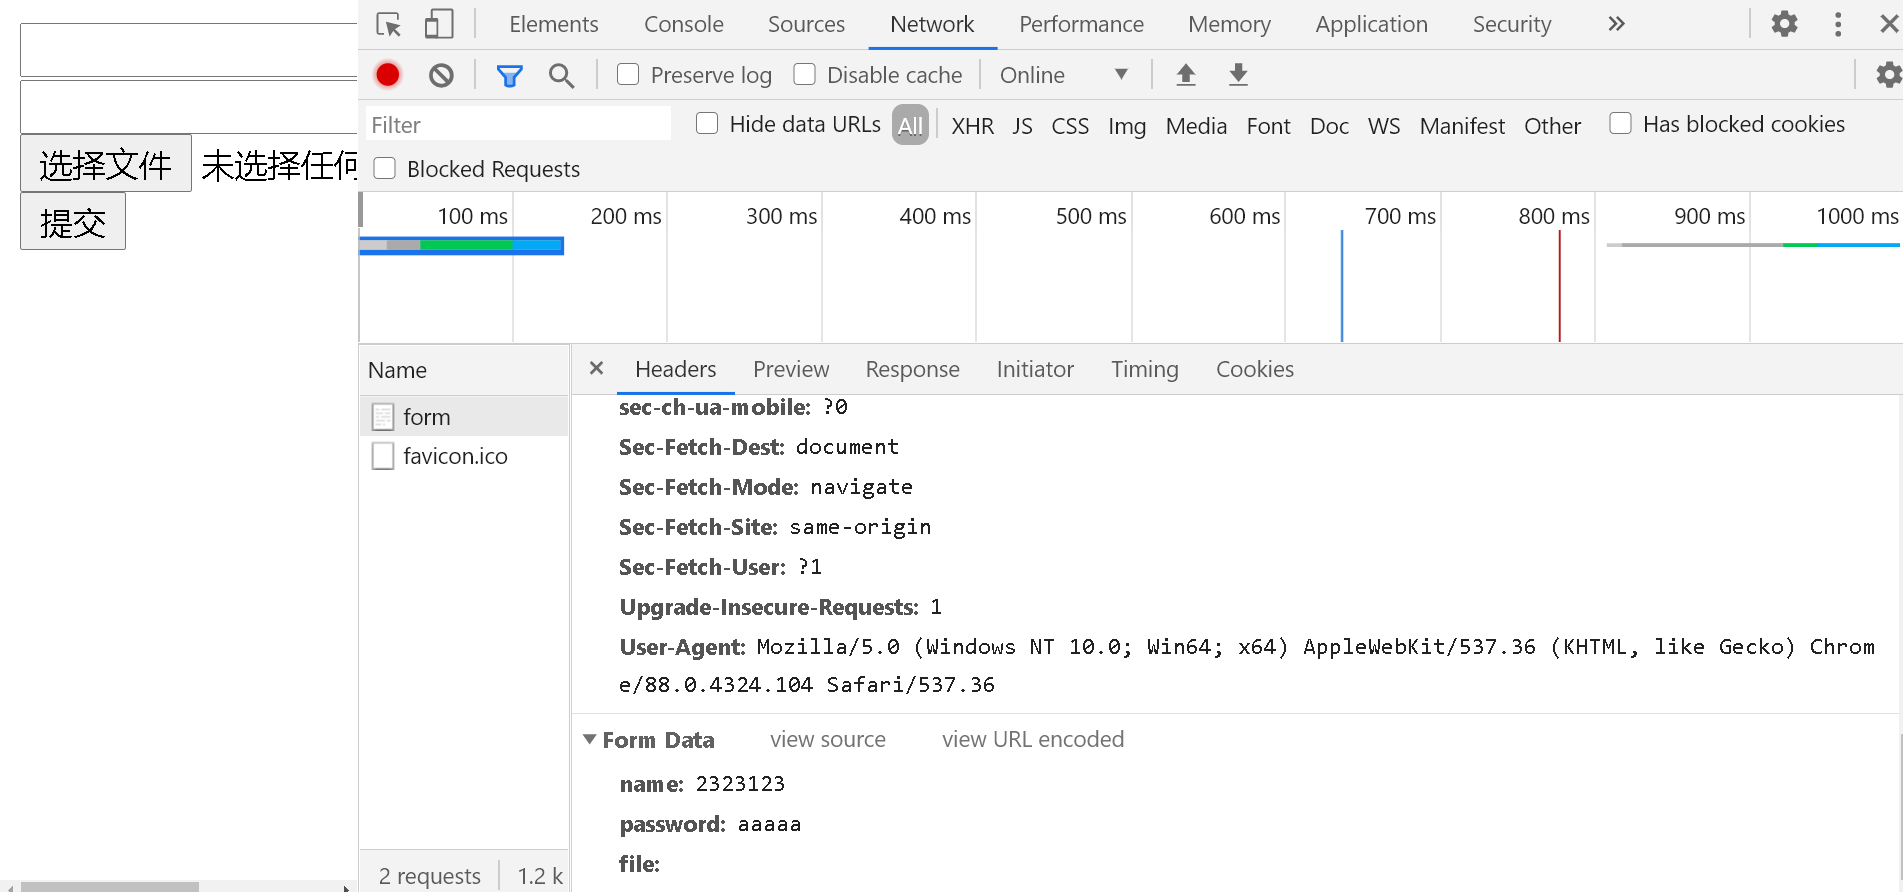 Elements Console Sources Network Performance Memory Application Security
Preserve log Disable cache Online
Filter Hide data URLs All XHR JS CSS Img Media Font Doc WS Manifest Other Has blocked cookies
Blocked Requests
选择文件 未选择任何
提交
100 ms 200 ms 300 ms 400 ms 500 ms 600 ms 700 ms 800 ms 900 ms 1000 ms
Name
form
favicon.ico
2 requests 1.2 k
× Headers Preview Response Initiator Timing Cookies
sec-ch-ua-mobile: ?0
Sec-Fetch-Dest: document
Sec-Fetch-Mode: navigate
Sec-Fetch-Site: same-origin
Sec-Fetch-User: ?1
Upgrade-Insecure-Requests: 1
User-Agent: Mozilla/5.0 (Windows NT 10.0; Win64; x64) AppleWebKit/537.36 (KHTML, like Gecko) Chrom
e/88.0.4324.104 Safari/537.36
Form Data view source view URL encoded
name: 2323123
password: aaaaa
file: